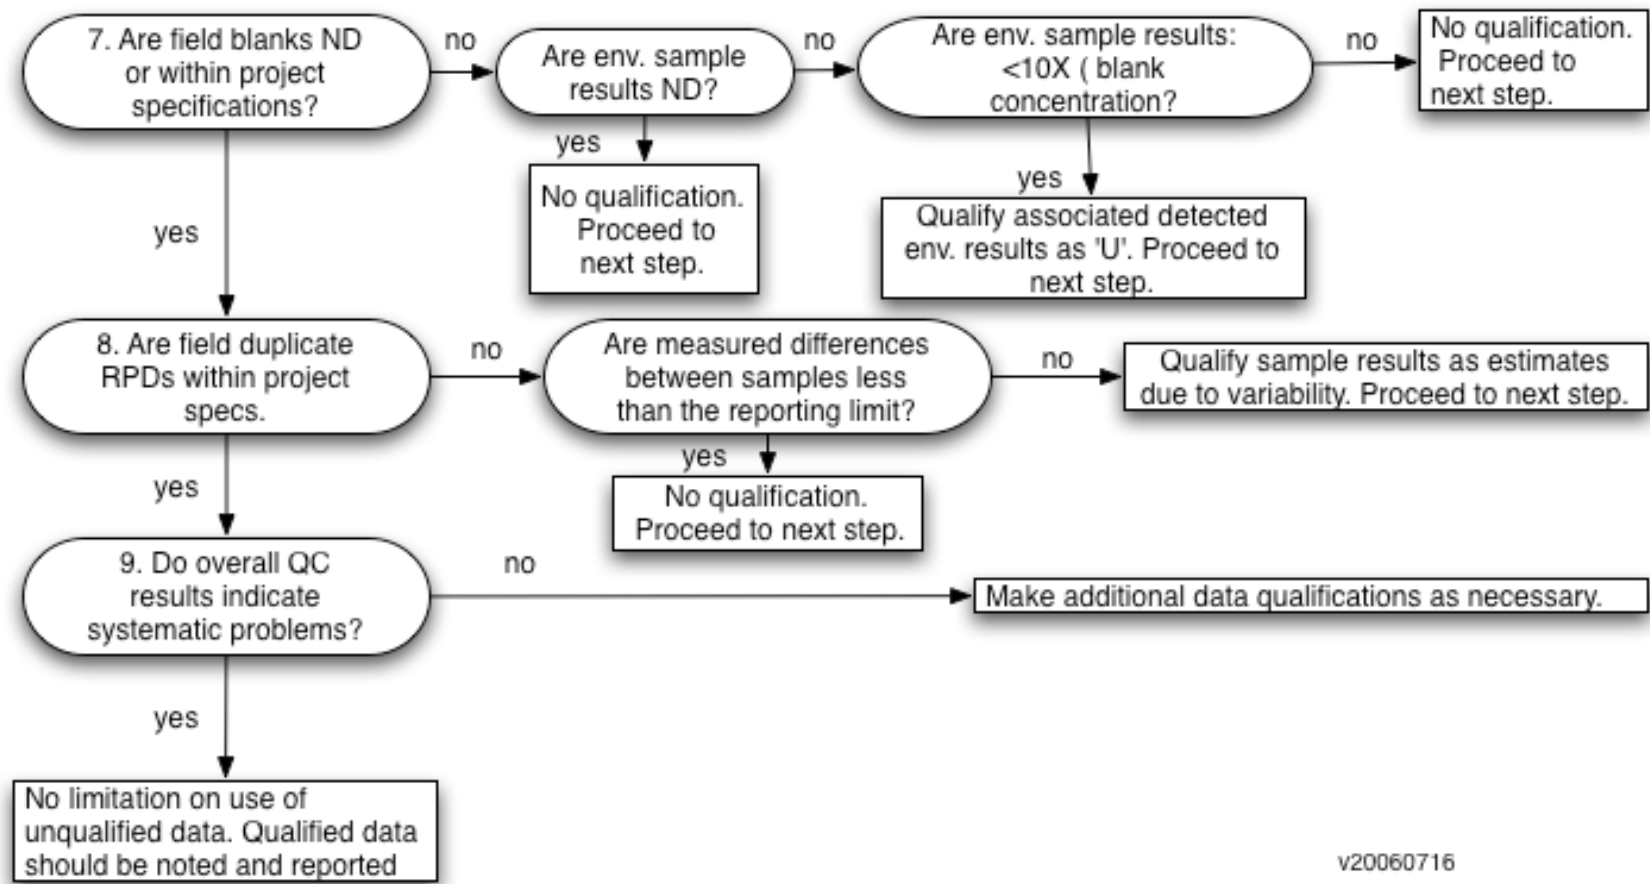 7. Are field blanks ND
or within project
specifications?
no
Are env. sample
results ND?
no
Are env. sample results:
<10X ( blank
concentration?
no
No qualification.
Proceed to
next step.
yes
No qualification.
Proceed to
next step.
yes
Qualify associated detected
env. results as 'U'. Proceed to
next step.
yes
8. Are field duplicate
RPDs within project
specs.
no
Are measured differences
between samples less
than the reporting limit?
no
Qualify sample results as estimates
due to variability. Proceed to next step.
yes
No qualification.
Proceed to next step.
yes
9. Do overall QC
results indicate
systematic problems?
no
Make additional data qualifications as necessary.
yes
No limitation on use of
unqualified data. Qualified data
should be noted and reported
v20060716